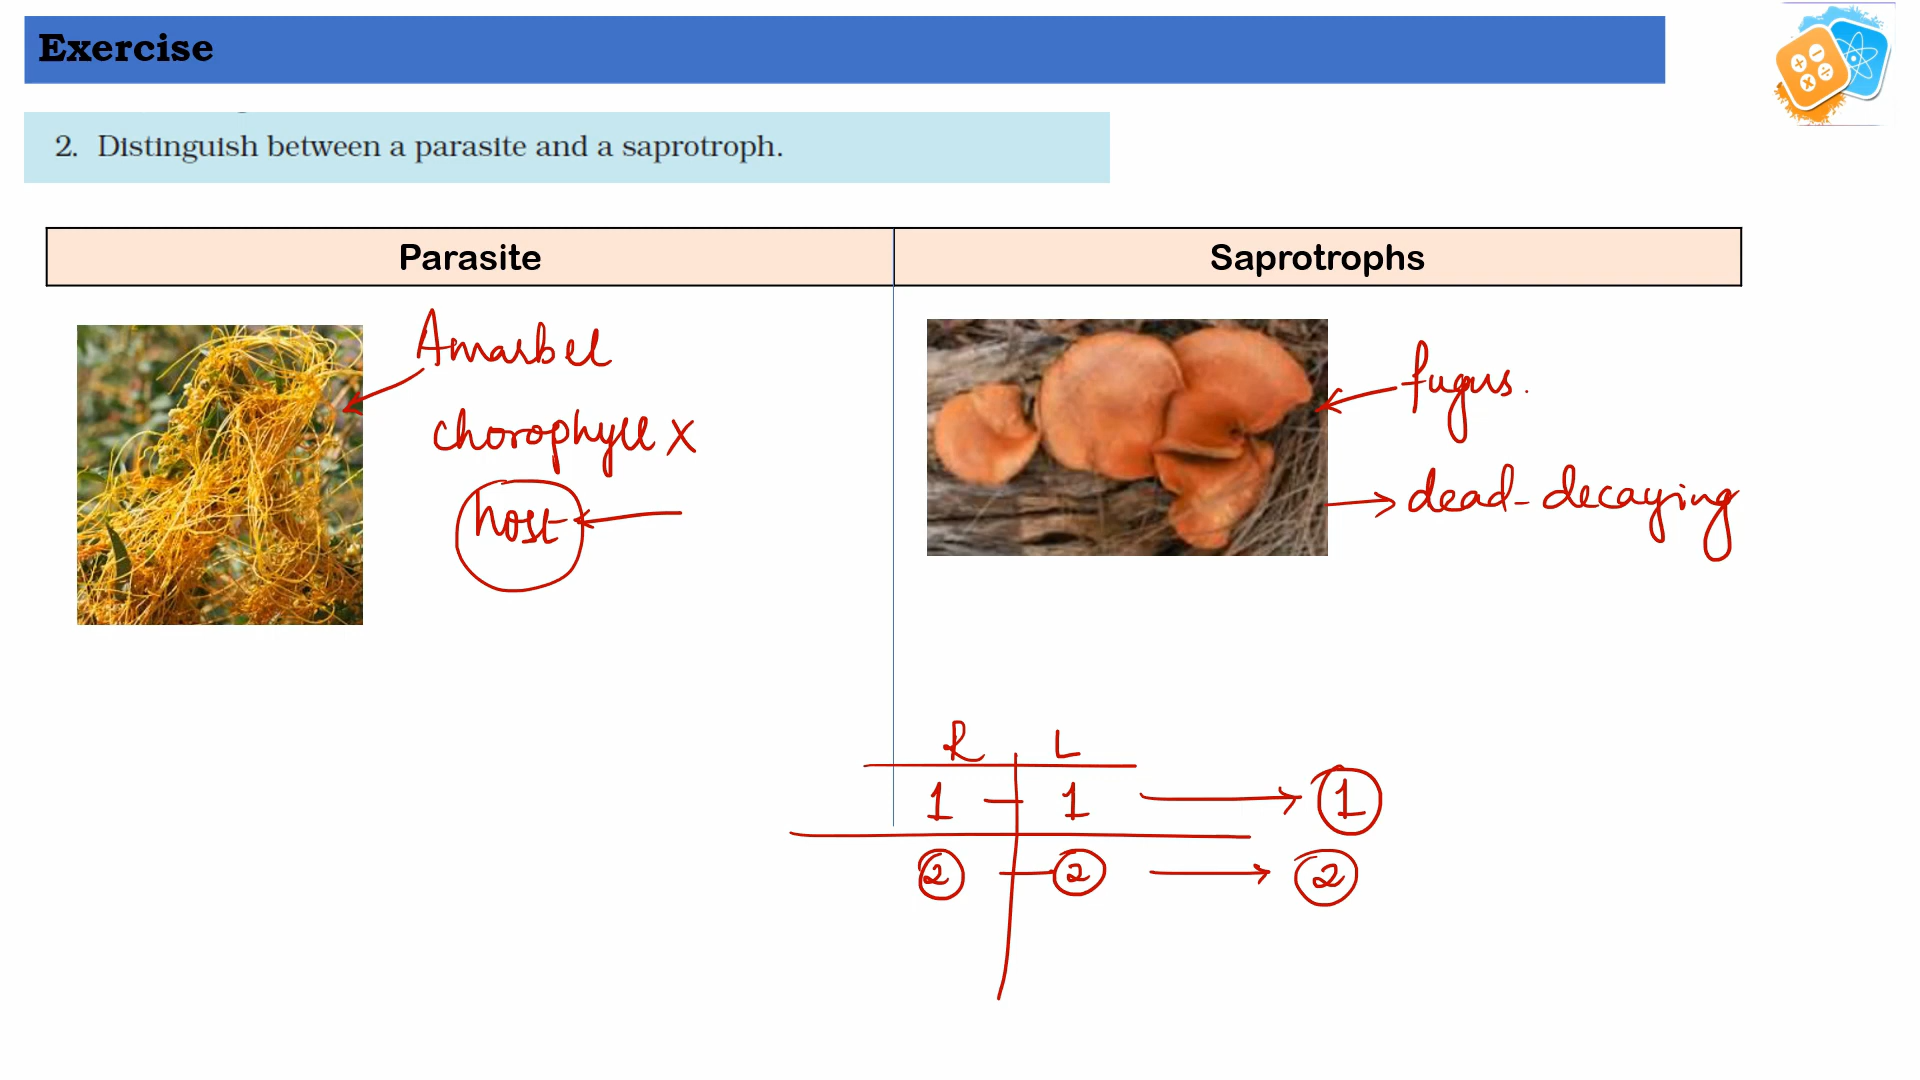 Exercise
2. Distinguish between a parasite and a saprotroph.
Parasite Saprotrophs
Amarbel
chorophyll x
host
fugus.
dead-decaying
R L
1 - 1 → 1
2 - 2 → 2